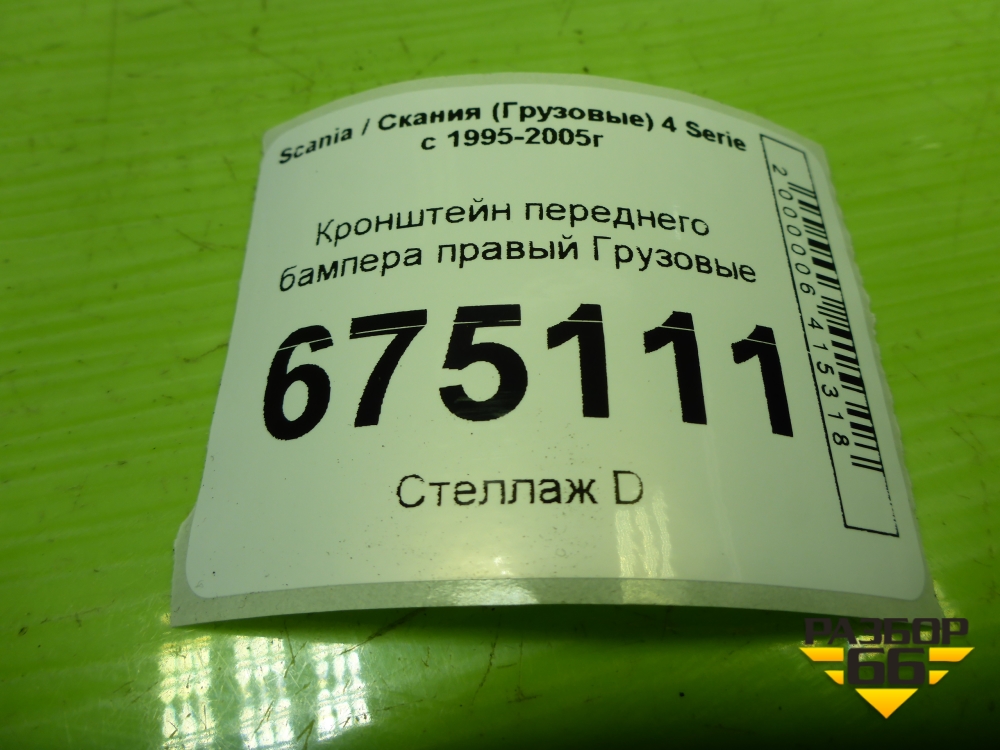 Scania / Скания (Грузовые) 4 Serie
с 1995-2005г
Кронштейн переднего
бампера правый Грузовые
675111
Стеллаж D
2000006415318
РАЗБОР
66